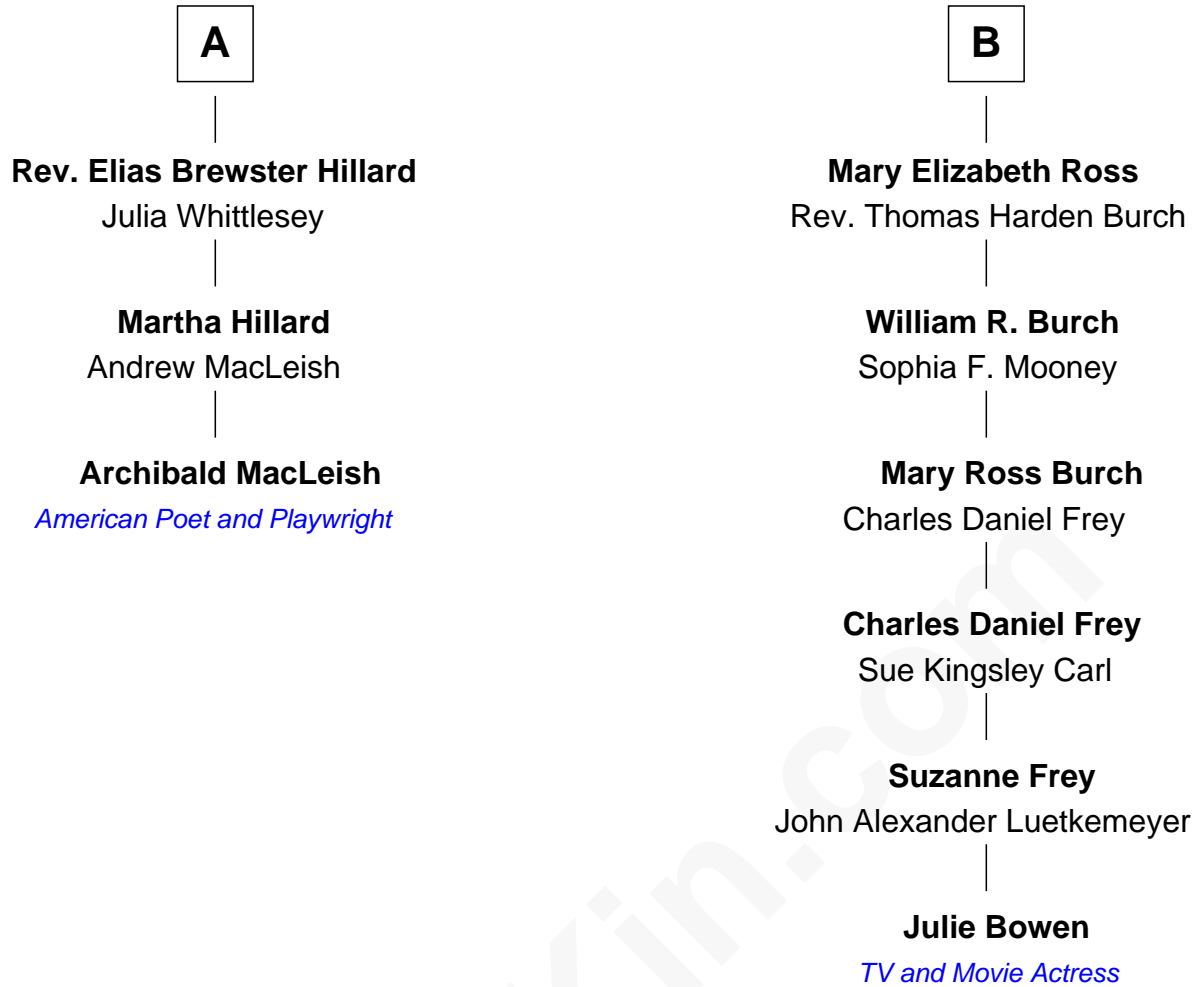 A
Rev. Elias Brewster Hillard
Julia Whittlesey
Martha Hillard
Andrew MacLeish
Archibald MacLeish
American Poet and Playwright
B
Mary Elizabeth Ross
Rev. Thomas Harden Burch
William R. Burch
Sophia F. Mooney
Mary Ross Burch
Charles Daniel Frey
Charles Daniel Frey
Sue Kingsley Carl
Suzanne Frey
John Alexander Luetkemeyer
Julie Bowen
TV and Movie Actress
Kin.com